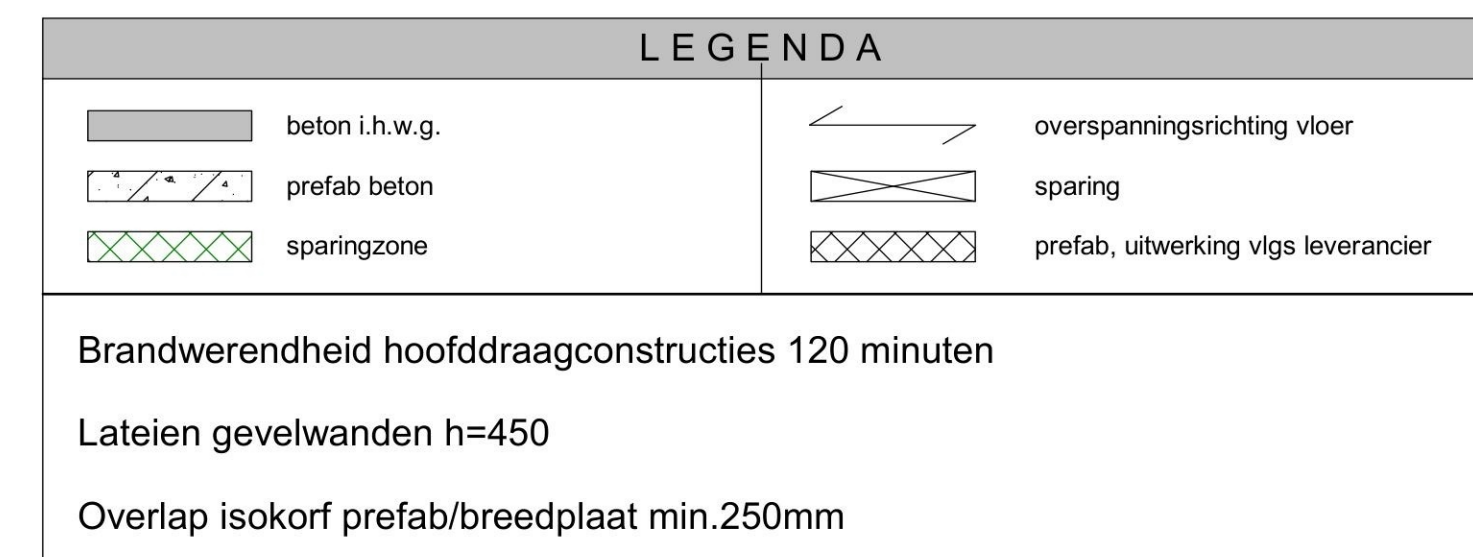 LEGENDA
beton i.h.w.g.
prefab beton
sparingzone
overspanningsrichting vloer
sparing
prefab, uitwerking vlgs leverancier
Brandwerendheid hoofddraagconstructies 120 minuten
Lateien gevelwanden h=450
Overlap isokorf prefab/breedplaat min.250mm